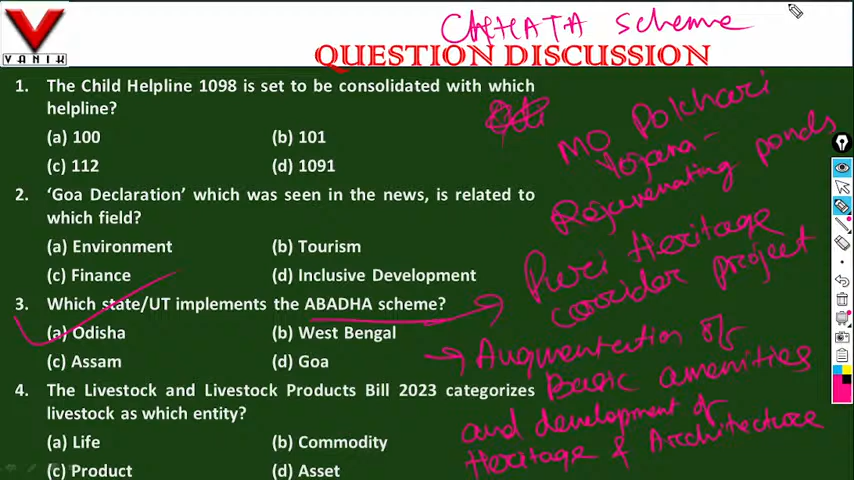 CHHATA scheme
VANIK
QUESTION DISCUSSION
1. The Child Helpline 1098 is set to be consolidated with which
helpline?
(a) 100 (b) 101
(c) 112 (d) 1091
2. ‘Goa Declaration’ which was seen in the news, is related to
which field?
(a) Environment (b) Tourism
(c) Finance (d) Inclusive Development
3. Which state/UT implements the ABADHA scheme?
(a) Odisha (b) West Bengal
(c) Assam (d) Goa
4. The Livestock and Livestock Products Bill 2023 categorizes
livestock as which entity?
(a) Life (b) Commodity
(c) Product (d) Asset
MO Pokhari
Yojana -
Rejuvenating ponds
Puri Heritage
corridor project
Augmentation of
Basic amenities
and development of
Heritage & Architecture